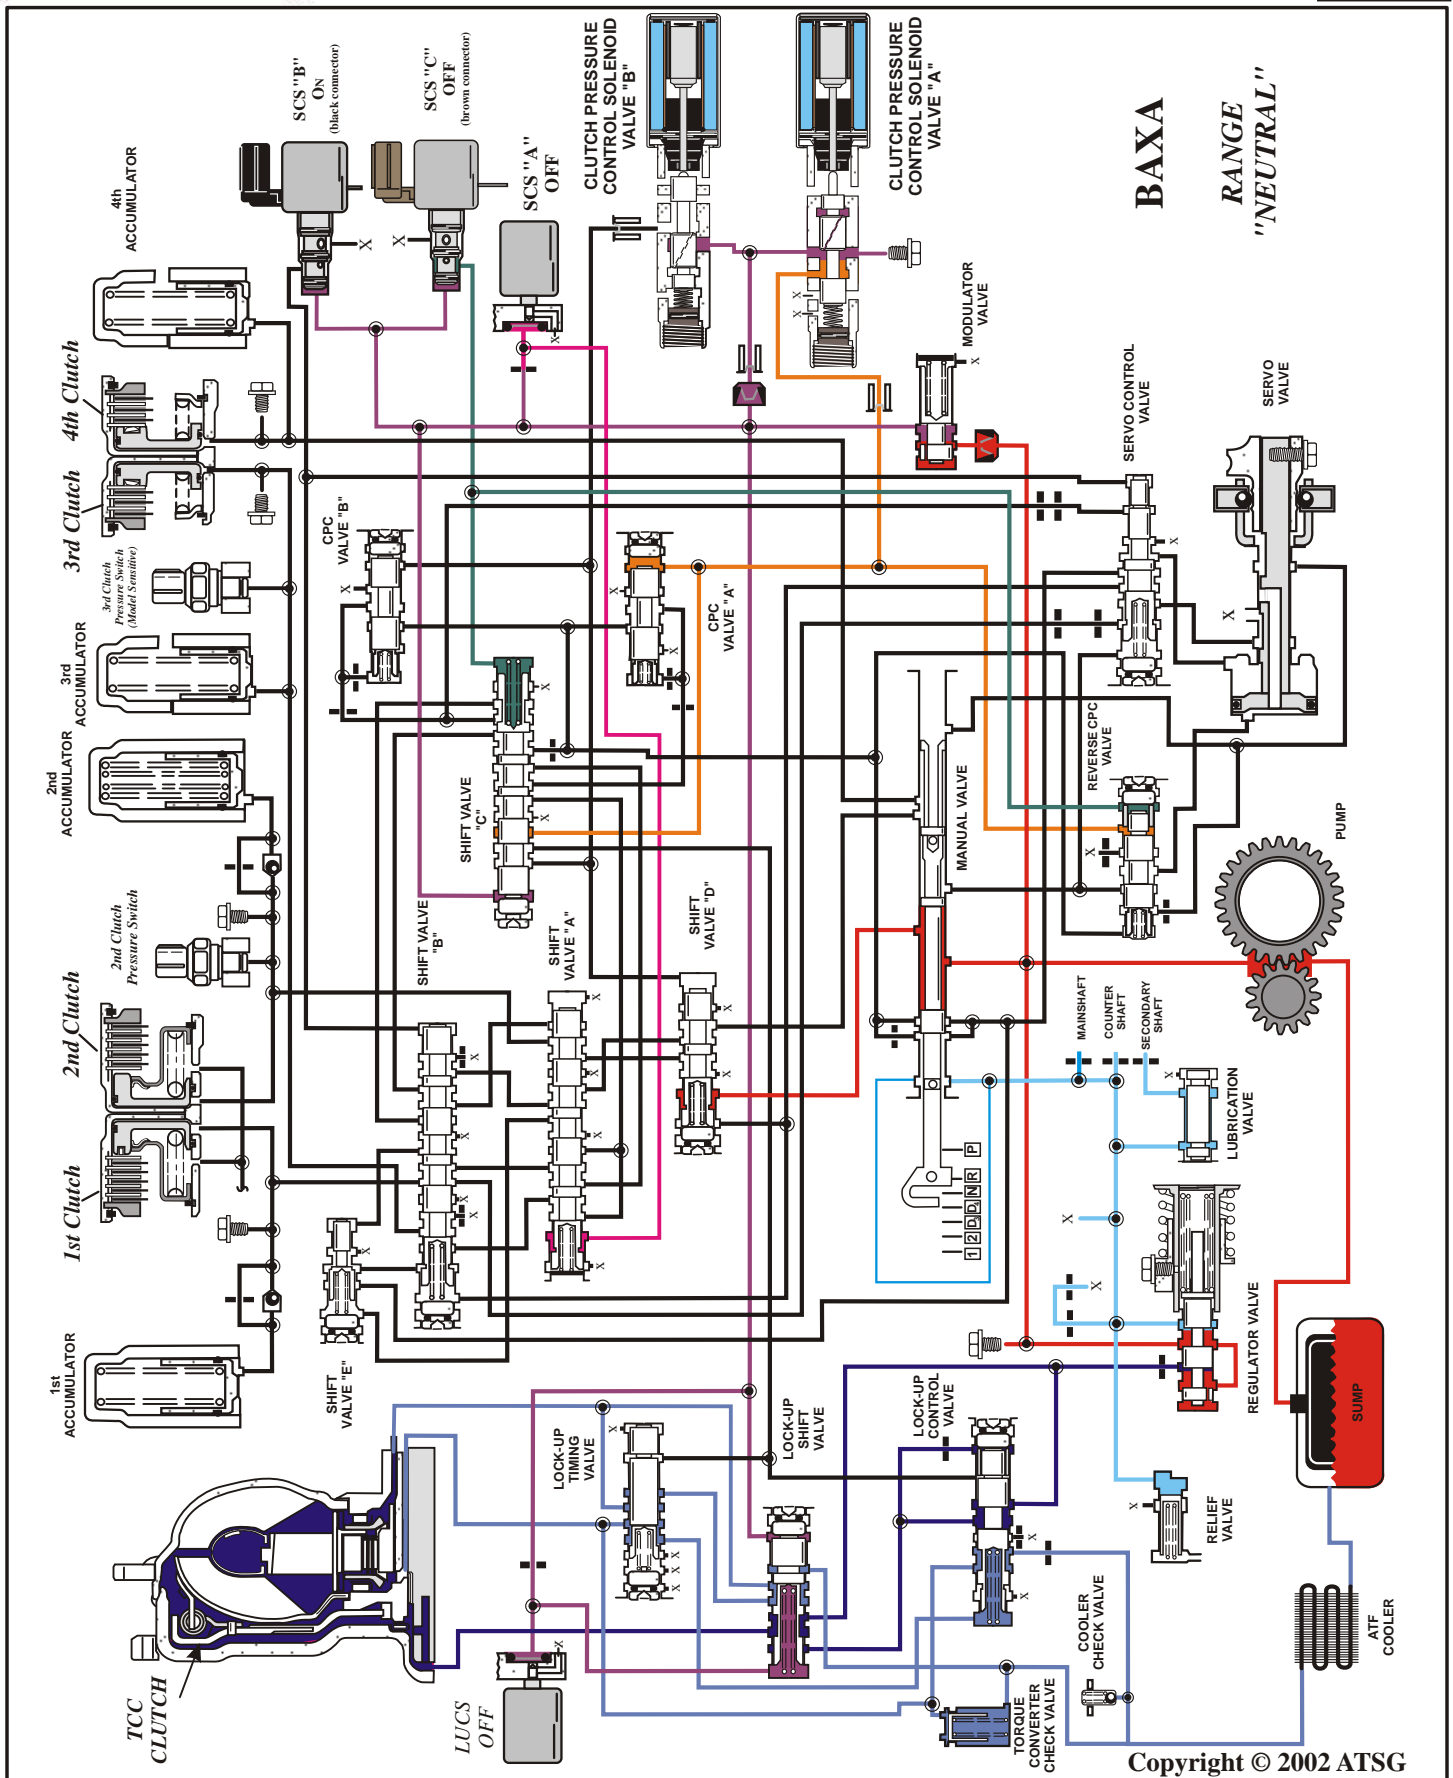 4th
ACCUMULATOR
SCS "B"
ON
(black connector)
X
SCS "C"
OFF
(brown connector)
X
SCS "A"
OFF
X
CLUTCH PRESSURE
CONTROL SOLENOID
VALVE "B"
CLUTCH PRESSURE
CONTROL SOLENOID
VALVE "A"
X
X
BAXA
RANGE
"NEUTRAL"
4th Clutch
3rd Clutch
3rd Clutch
Pressure Switch
(Model Sensitive)
3rd
ACCUMULATOR
2nd
ACCUMULATOR
2nd Clutch
Pressure Switch
2nd Clutch
1st Clutch
1st
ACCUMULATOR
MODULATOR
VALVE
X
SERVO CONTROL
VALVE
X
SERVO
VALVE
X
CPC
VALVE "B"
X
CPC
VALVE "A"
X
X
SHIFT VALVE
"C"
X
X
REVERSE CPC
VALVE
X
MANUAL VALVE
PUMP
SHIFT VALVE
"B"
X
X
X
SHIFT
VALVE "A"
X
X
X
SHIFT
VALVE "D"
X
X
SHIFT
VALVE "E"
X
P
R
N
D4
D3
2
1
MAINSHAFT
COUNTER
SHAFT
SECONDARY
SHAFT
LUBRICATION
VALVE
X
X
X
REGULATOR VALVE
SUMP
LOCK-UP
TIMING
VALVE
X
X
X
X
LOCK-UP
SHIFT
VALVE
LOCK-UP
CONTROL
VALVE
X
X
RELIEF
VALVE
X
TCC
CLUTCH
LUCS
OFF
X
TORQUE
CONVERTER
CHECK VALVE
COOLER
CHECK VALVE
ATF
COOLER
Copyright © 2002 ATSG